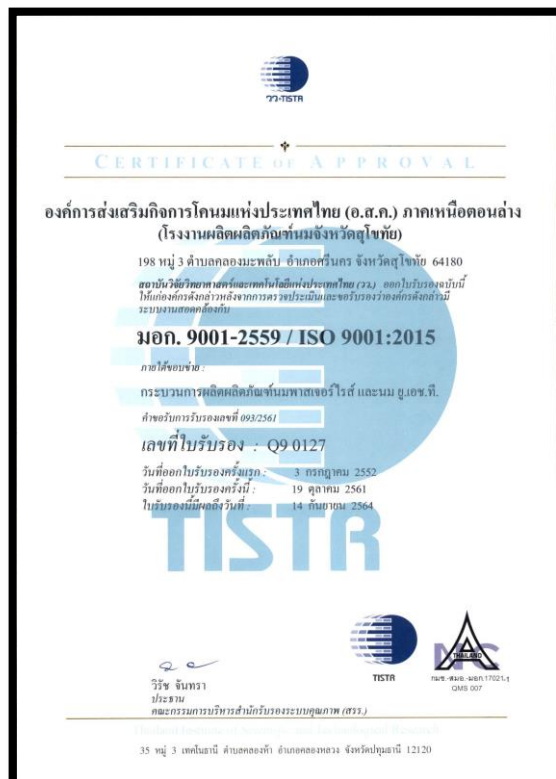 วว-TISTR
CERTIFICATE OF APPROVAL
องค์การส่งเสริมกิจการโคนมแห่งประเทศไทย (อ.ส.ค.) ภาคเหนือตอนล่าง
(โรงงานผลิตผลิตภัณฑ์นมจังหวัดสุโขทัย)
198 หมู่ 3 ตำบลคลองมะพลับ อำเภอศรีนคร จังหวัดสุโขทัย 64180
สถาบันวิจัยวิทยาศาสตร์และเทคโนโลยีแห่งประเทศไทย (วว.) ออกใบรับรองฉบับนี้
ให้แก่องค์กรดังกล่าวหลังจากการตรวจประเมินและขอรับรองว่าองค์กรดังกล่าวมี
ระบบงานสอดคล้องกับ
มอก. 9001-2559 / ISO 9001:2015
ภายใต้ขอบข่าย :
กระบวนการผลิตผลิตภัณฑ์นมพาสเจอร์ไรส์ และนม ยู.เอช.ที.
คำขอรับการรับรองเลขที่ 093/2561
เลขที่ใบรับรอง : Q9 0127
วันที่ออกใบรับรองครั้งแรก : 3 กรกฎาคม 2552
วันที่ออกใบรับรองครั้งนี้ : 19 ตุลาคม 2561
ใบรับรองนี้มีผลถึงวันที่ : 14 กันยายน 2564
TISTR
TISTR
NAC
THAILAND
QMS 007
วิรัช จันทรา
ประธาน
คณะกรรมการบริหารสำนักรับรองระบบคุณภาพ (สรร.)
35 หมู่ 3 เทคโนธานี ตำบลคลองห้า อำเภอคลองหลวง จังหวัดปทุมธานี 12120